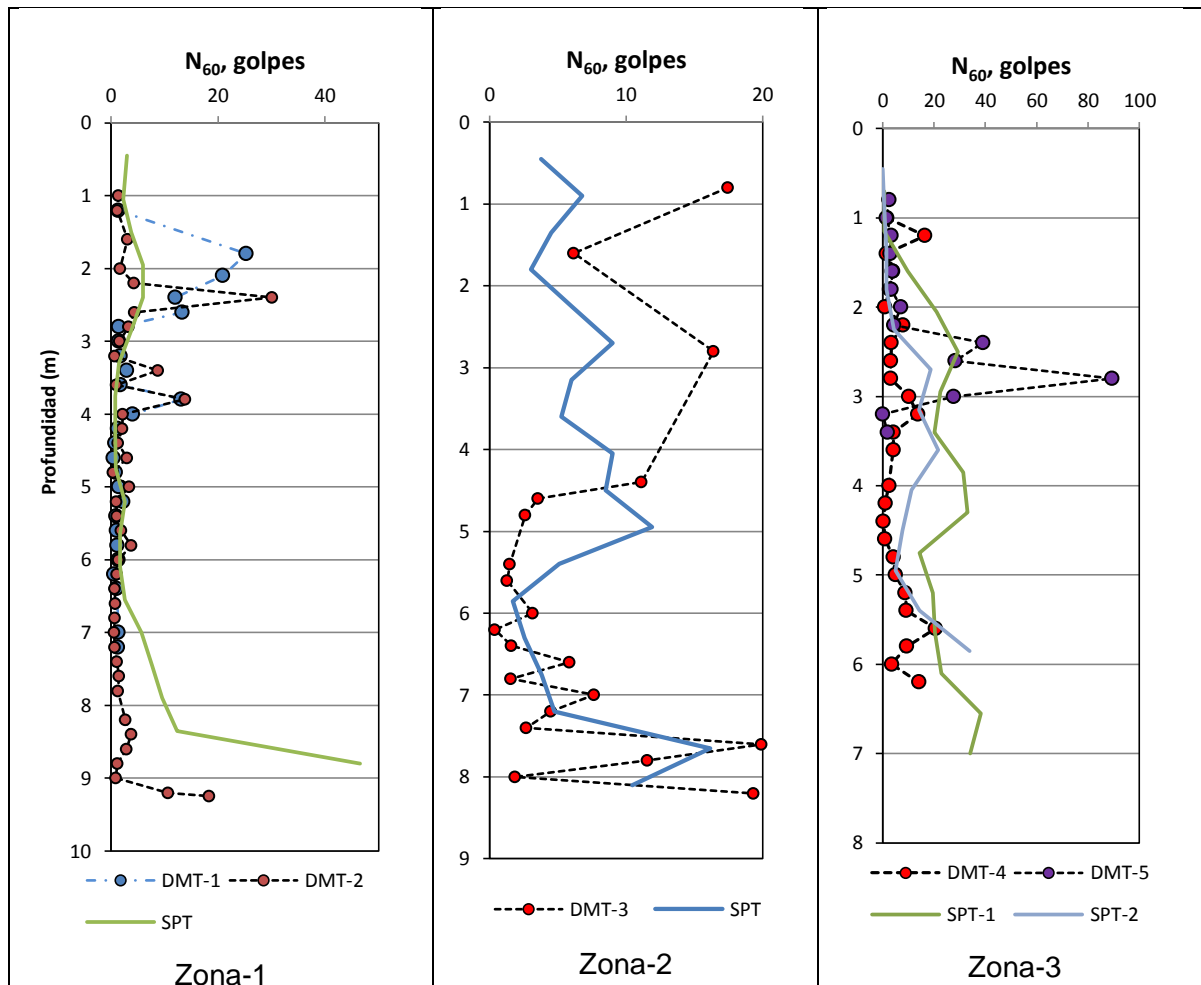 N60, golpes
0 20 40
Profundidad (m)
0
1
2
3
4
5
6
7
8
9
10
DMT-1 DMT-2
SPT
Zona-1
N60, golpes
0 10 20
0
1
2
3
4
5
6
7
8
9
DMT-3 SPT
Zona-2
N60, golpes
0 20 40 60 80 100
0
1
2
3
4
5
6
7
8
DMT-4 DMT-5
SPT-1 SPT-2
Zona-3